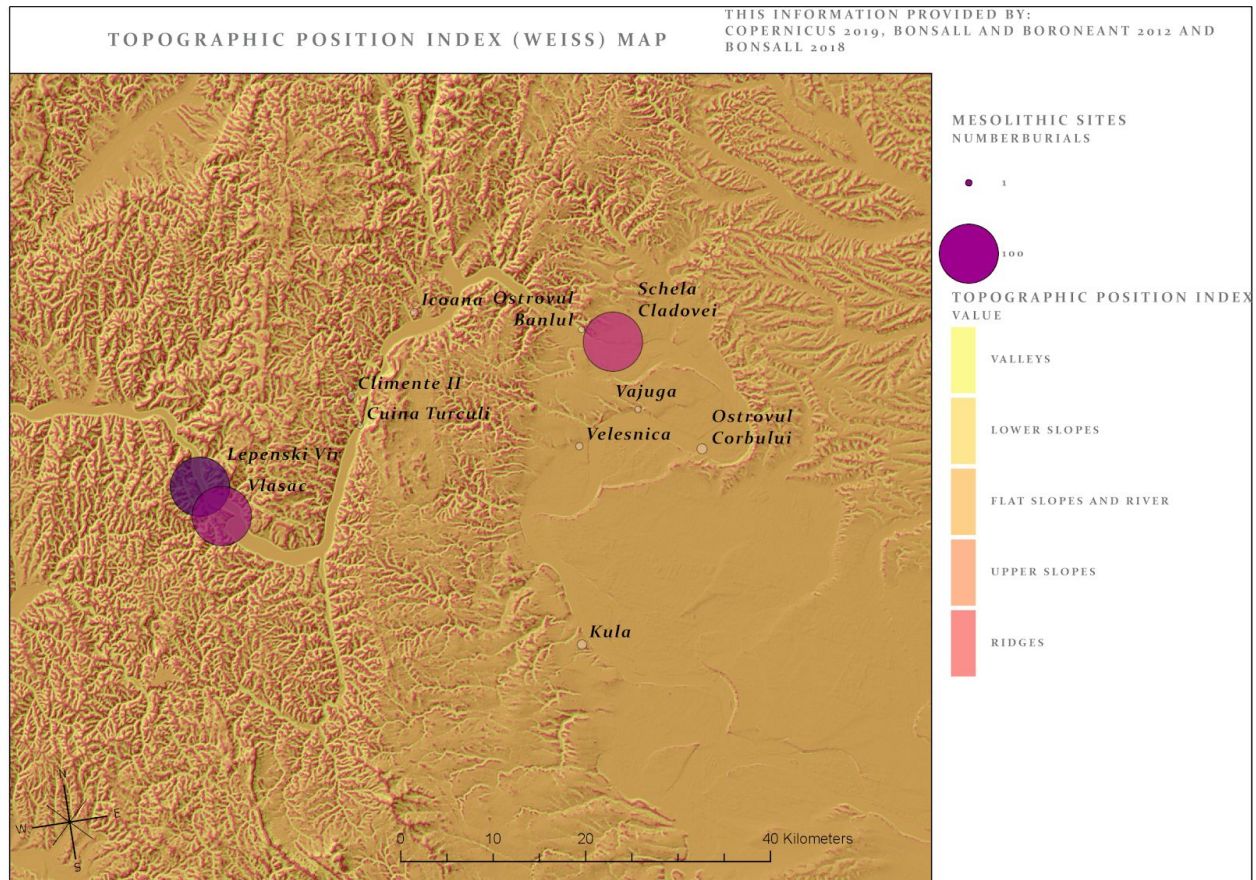 TOPOGRAPHIC POSITION INDEX (WEISS) MAP
THIS INFORMATION PROVIDED BY:
COPERNICUS 2019, BONSALL AND BORONEANT 2012 AND
BONSALL 2018
MESOLITHIC SITES
NUMBERBURIALS
1
100
TOPOGRAPHIC POSITION INDEX
VALUE
VALLEYS
LOWER SLOPES
FLAT SLOPES AND RIVER
UPPER SLOPES
RIDGES
Icoana
Ostrovul
Banlul
Schela
Cladovei
Climente II
Cuina Turculi
Vajuga
Velesnica
Ostrovul
Corbului
Lepenski Vir
Vlasac
Kula
N
W
E
S
0 10 20 40 Kilometers